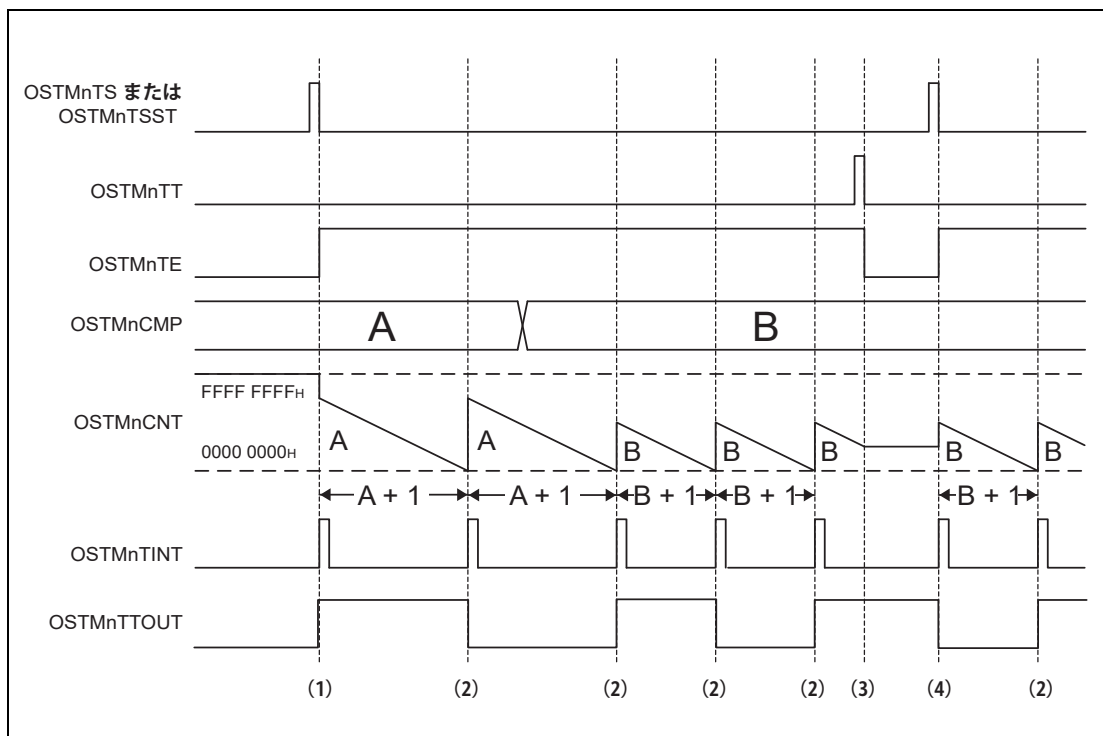 OSTMnTS または
OSTMnTSST
OSTMnTT
OSTMnTE
OSTMnCMP
A
B
OSTMnCNT
FFFF FFFFH
0000 0000H
A
A
B
B
B
B
B
A + 1
A + 1
B + 1
B + 1
B + 1
OSTMnTINT
OSTMnTTOUT
(1)
(2)
(2)
(2)
(2)
(3)
(4)
(2)